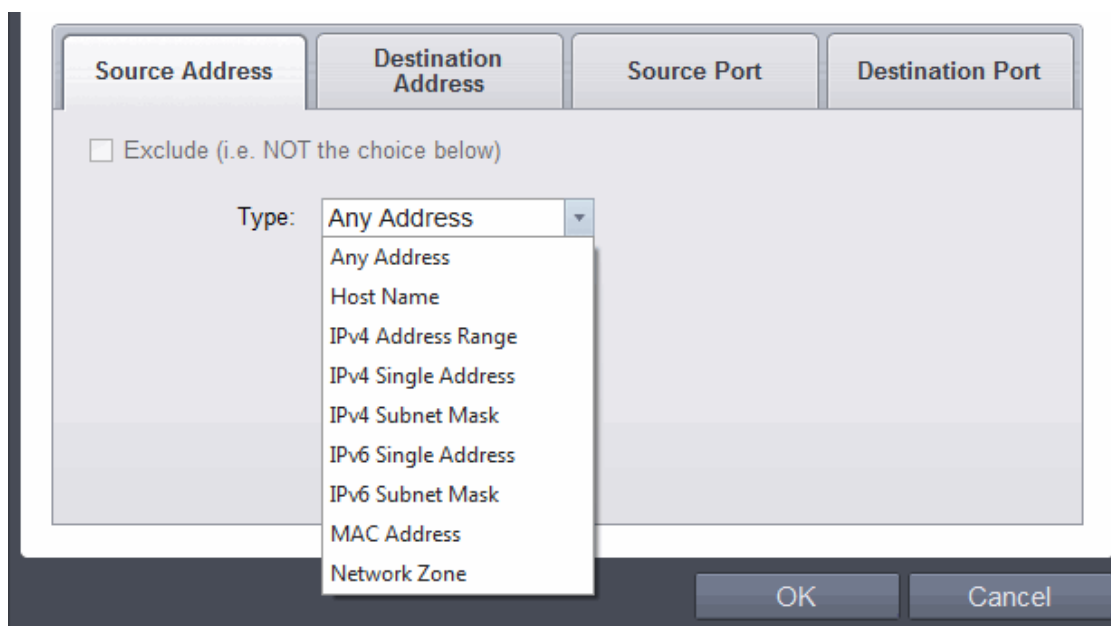 Source Address
Destination
Address
Source Port
Destination Port
Exclude (i.e. NOT the choice below)
Type:
Any Address
Any Address
Host Name
IPv4 Address Range
IPv4 Single Address
IPv4 Subnet Mask
IPv6 Single Address
IPv6 Subnet Mask
MAC Address
Network Zone
OK
Cancel